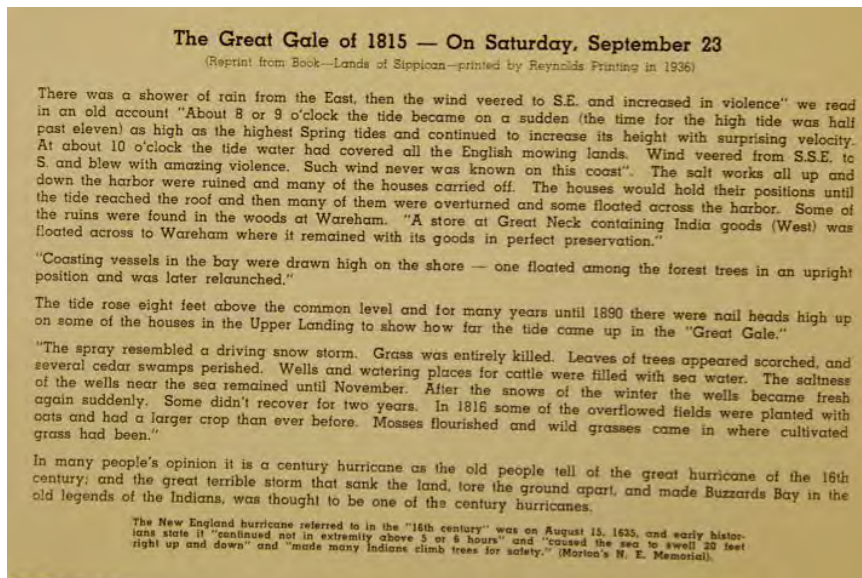 The Great Gale of 1815 — On Saturday, September 23
(Reprint from Book—Lands of Sippican—printed by Reynolds Printing in 1936)
There was a shower of rain from the East, then the wind veered to S.E. and increased in violence" we read
in an old account "About 8 or 9 o'clock the tide became on a sudden (the time for the high tide was half
past eleven) as high as the highest Spring tides and continued to increase its height with surprising velocity.
At about 10 o'clock the tide water had covered all the English mowing lands. Wind veered from S.S.E. to
S. and blew with amazing violence. Such wind never was known on this coast". The salt works all up and
down the harbor were ruined and many of the houses carried off. The houses would hold their positions until
the tide reached the roof and then many of them were overturned and some floated across the harbor. Some of
the ruins were found in the woods at Wareham. "A store at Great Neck containing India goods (West) was
floated across to Wareham where it remained with its goods in perfect preservation."
"Coasting vessels in the bay were drawn high on the shore — one floated among the forest trees in an upright
position and was later relaunched."
The tide rose eight feet above the common level and for many years until 1890 there were nail heads high up
on some of the houses in the Upper Landing to show how far the tide came up in the "Great Gale."
"The spray resembled a driving snow storm. Grass was entirely killed. Leaves of trees appeared scorched, and
several cedar swamps perished. Wells and watering places for cattle were filled with sea water. The saltness
of the wells near the sea remained until November. After the snows of the winter the wells became fresh
again suddenly. Some didn't recover for two years. In 1816 some of the overflowed fields were planted with
oats and had a larger crop than ever before. Mosses flourished and wild grasses came in where cultivated
grass had been."
In many people's opinion it is a century hurricane as the old people tell of the great hurricane of the 16th
century; and the great terrible storm that sank the land, tore the ground apart, and made Buzzards Bay in the
old legends of the Indians, was thought to be one of the century hurricanes.
The New England hurricane referred to in the "16th century" was on August 15, 1635, and early histor-
ians state it "continued not in extremity above 5 or 6 hours" and "caused the sea to swell 20 feet
right up and down" and "made many Indians climb trees for safety." (Morton's N. E. Memorial).